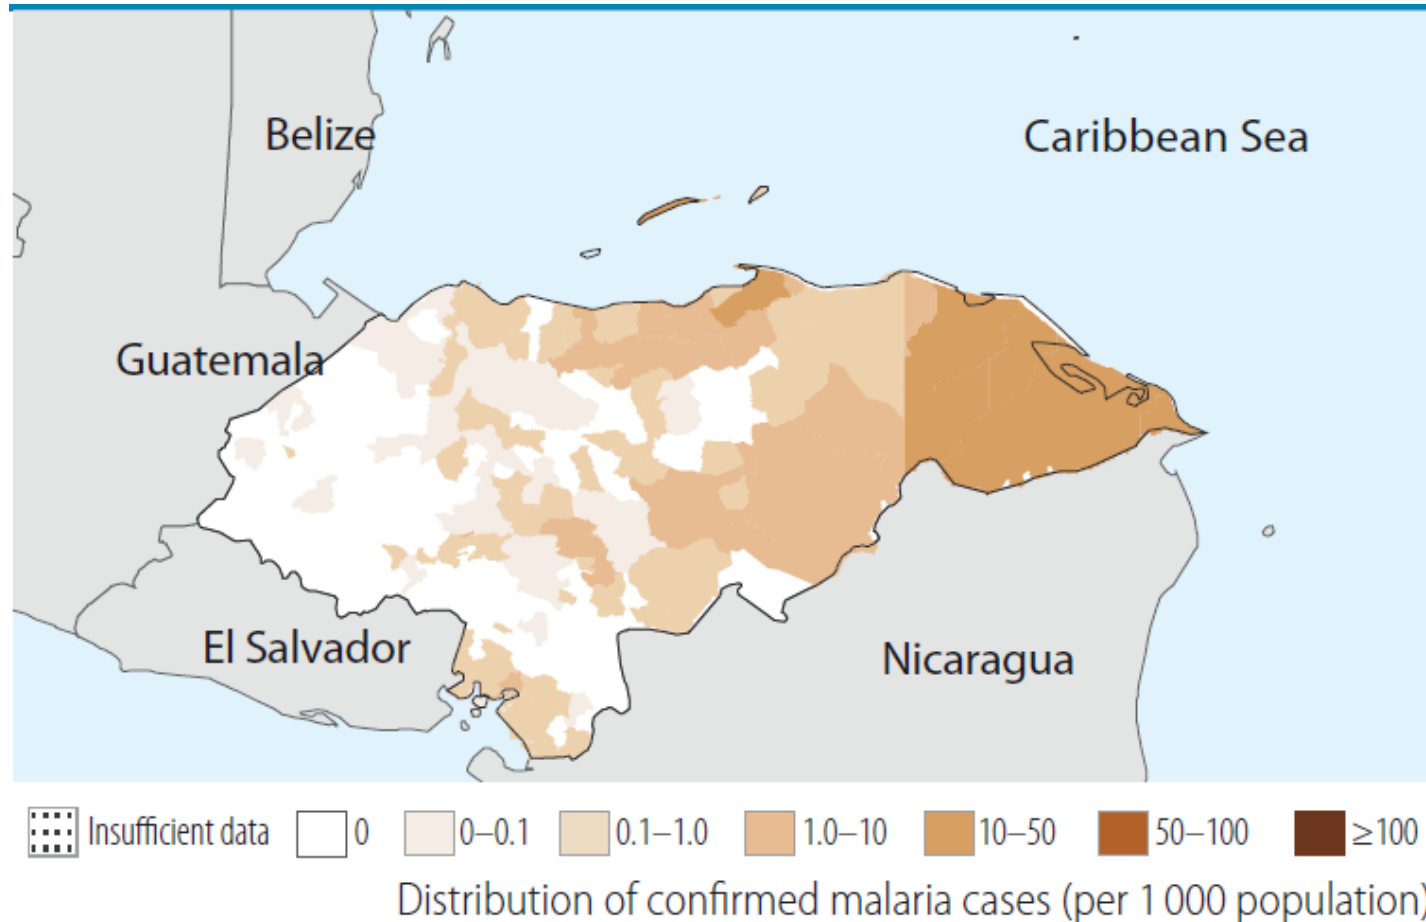 Belize
Caribbean Sea
Guatemala
El Salvador
Nicaragua
Insufficient data 0 0–0.1 0.1–1.0 1.0–10 10–50 50–100 ≥100
Distribution of confirmed malaria cases (per 1 000 population)